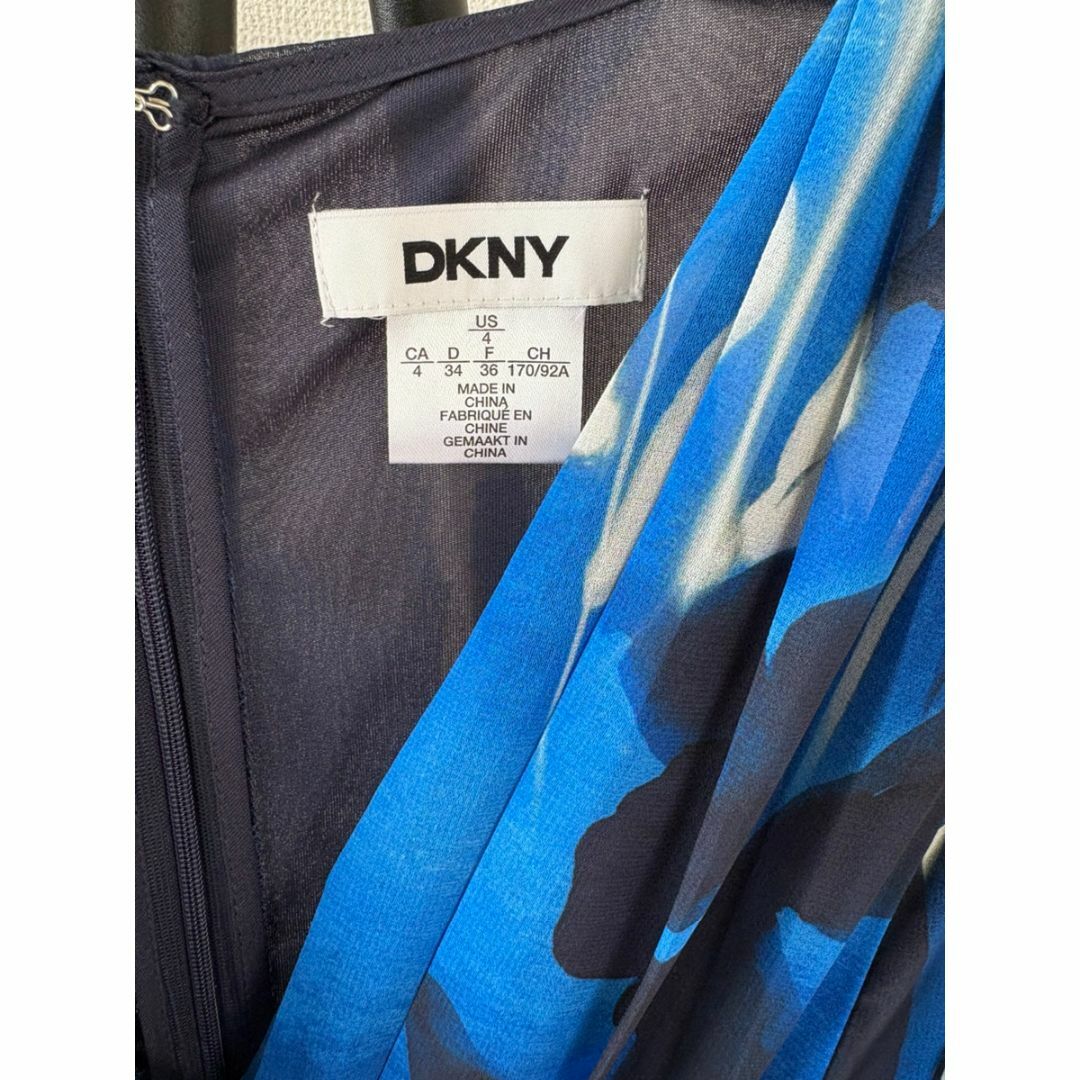 DKNY
US
4
CA D F CH
4 34 36 170/92A
MADE IN
CHINA
FABRIQUÉ EN
CHINE
GEMAAKT IN
CHINA